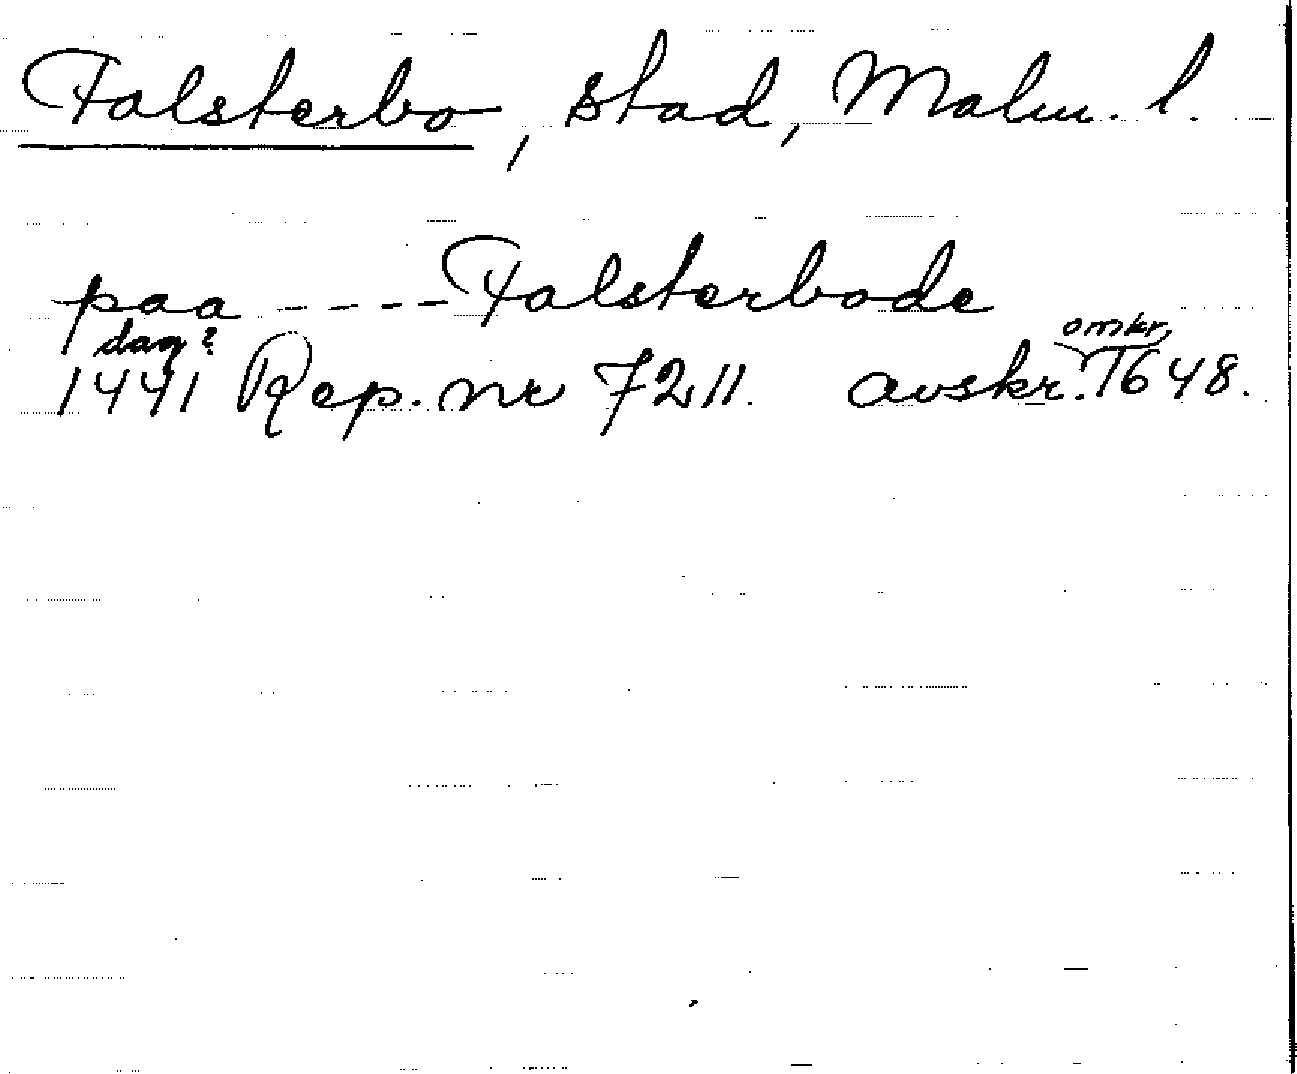 Falsterbo, stad, Malm. l.
paa ---- Falsterbode
dag?
omkr.
1441 Rep. nr 7211. avskr. 1648.